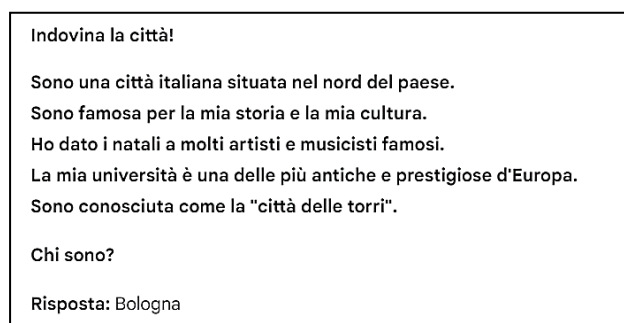 Indovina la città!
Sono una città italiana situata nel nord del paese.
Sono famosa per la mia storia e la mia cultura.
Ho dato i natali a molti artisti e musicisti famosi.
La mia università è una delle più antiche e prestigiose d'Europa.
Sono conosciuta come la "città delle torri".
Chi sono?
Risposta: Bologna